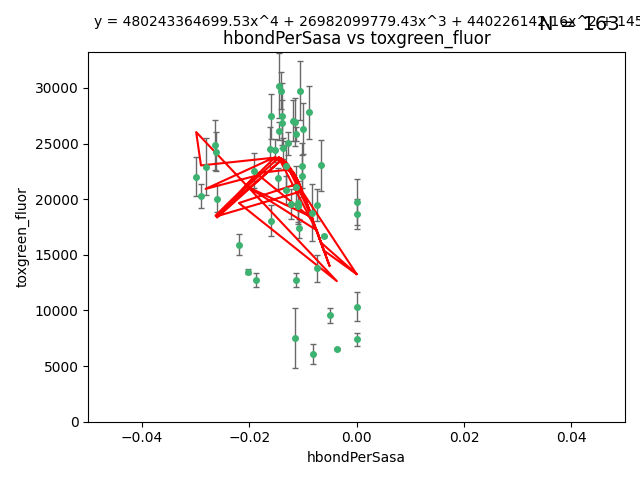 y = 480243364699.53x^4 + 26982099779.43x^3 + 440226142.16x^2 + 145
N = 163
hbondPerSasa vs toxgreen_fluor
30000
25000
20000
15000
10000
5000
0
toxgreen_fluor
−0.04
−0.02
0.00
0.02
0.04
hbondPerSasa